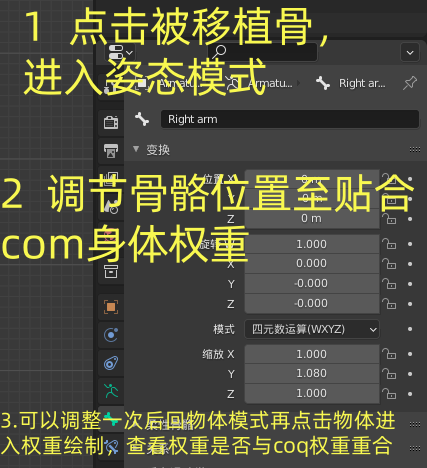 1 点击被移植骨，
进入姿态模式
Armatu...
Armatu...
Right ar...
Right arm
变换
2 调节骨骼位置至贴合
com身体权重
位置 X
0 m
Y
0 m
Z
0 m
旋转 W
1.000
X
0.000
Y
-0.000
Z
-0.000
模式
四元数运算(WXYZ)
缩放 X
1.000
Y
1.080
Z
1.000
3.可以调整一次后回物体模式再点击物体进
入权重绘制，查看权重是否与coq权重重合